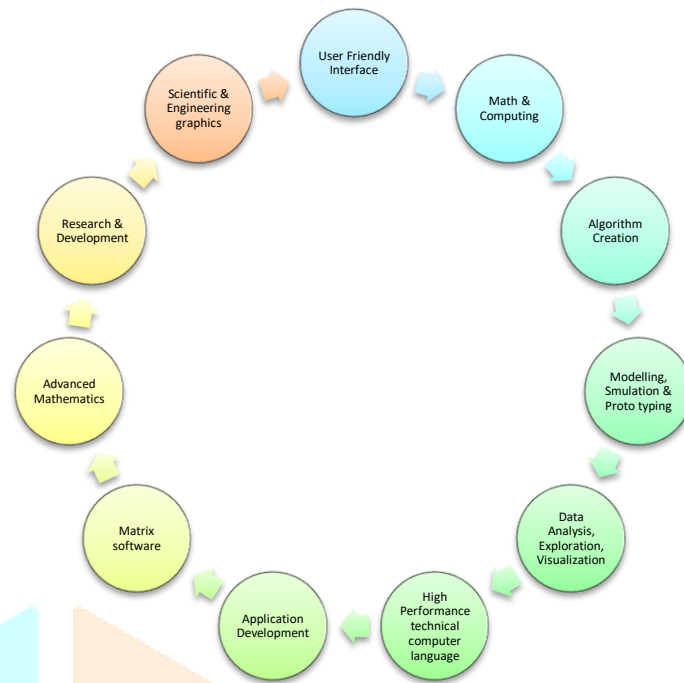 User Friendly
Interface
Math &
Computing
Algorithm
Creation
Modelling,
Smulation &
Proto typing
Data
Analysis,
Exploration,
Visualization
High
Performance
technical
computer
language
Application
Development
Matrix
software
Advanced
Mathematics
Research &
Development
Scientific &
Engineering
graphics